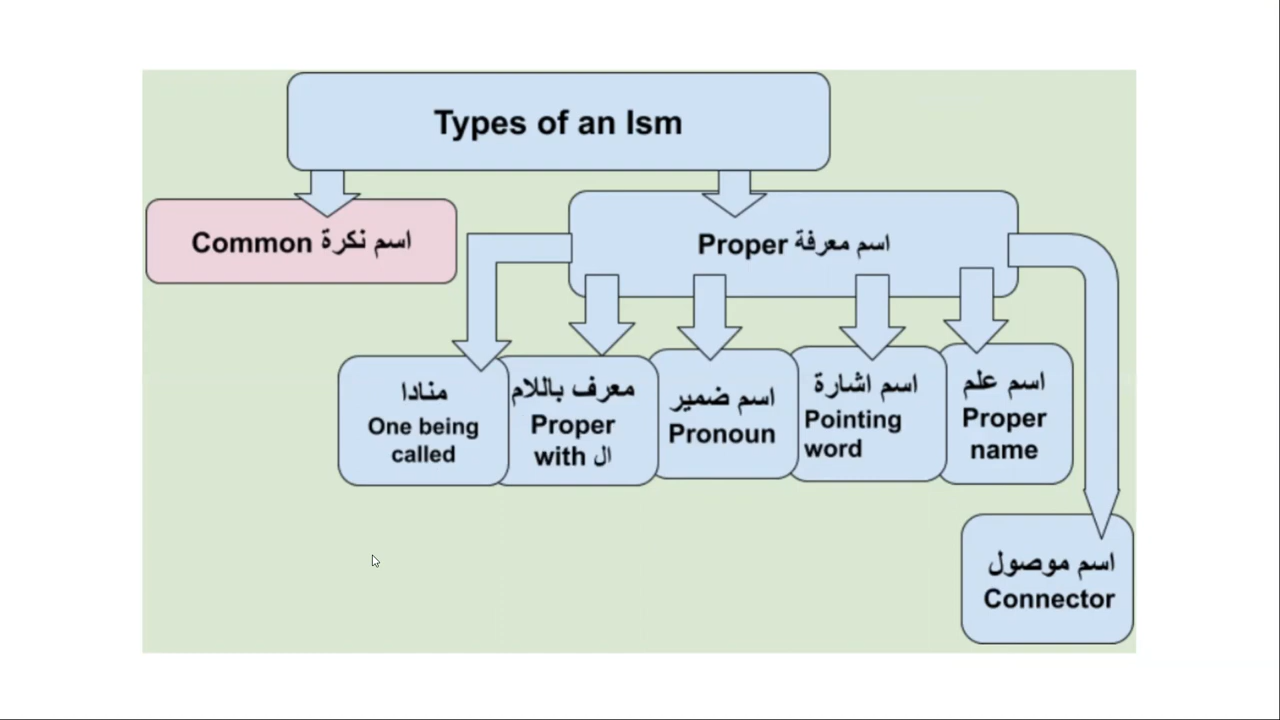 Types of an Ism
Common اسم نكرة
Proper اسم معرفة
منادا
One being
called
معرف باللام
Proper
with ال
اسم ضمير
Pronoun
اسم اشارة
Pointing
word
اسم علم
Proper
name
اسم موصول
Connector